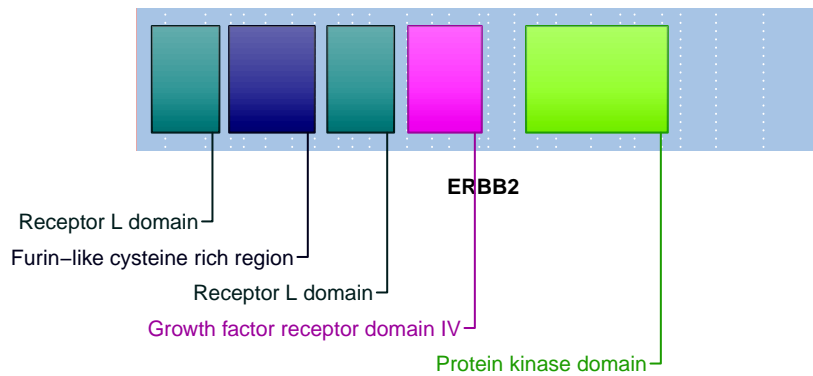 ERBB2
Receptor L domain
Furin−like cysteine rich region
Receptor L domain
Growth factor receptor domain IV
Protein kinase domain